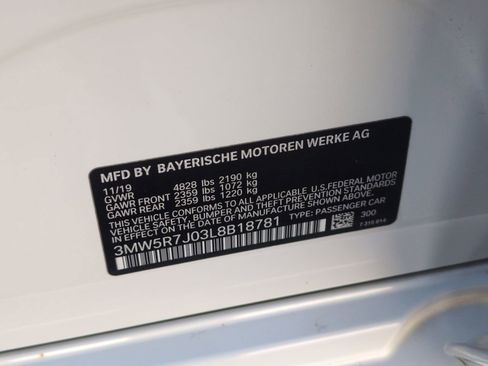 MFD BY BAYERISCHE MOTOREN WERKE AG
11/19
GVWR 4828 lbs 2190 kg
GAWR FRONT 2359 lbs 1072 kg
GAWR REAR 2359 lbs 1220 kg
THIS VEHICLE CONFORMS TO ALL APPLICABLE U.S.FEDERAL MOTOR
VEHICLE SAFETY, BUMPER, AND THEFT PREVENTION STANDARDS
IN EFFECT ON THE DATE OF MANUFACTURE SHOWN ABOVE.
3MW5R7J03L8B18781 TYPE: PASSENGER CAR
300